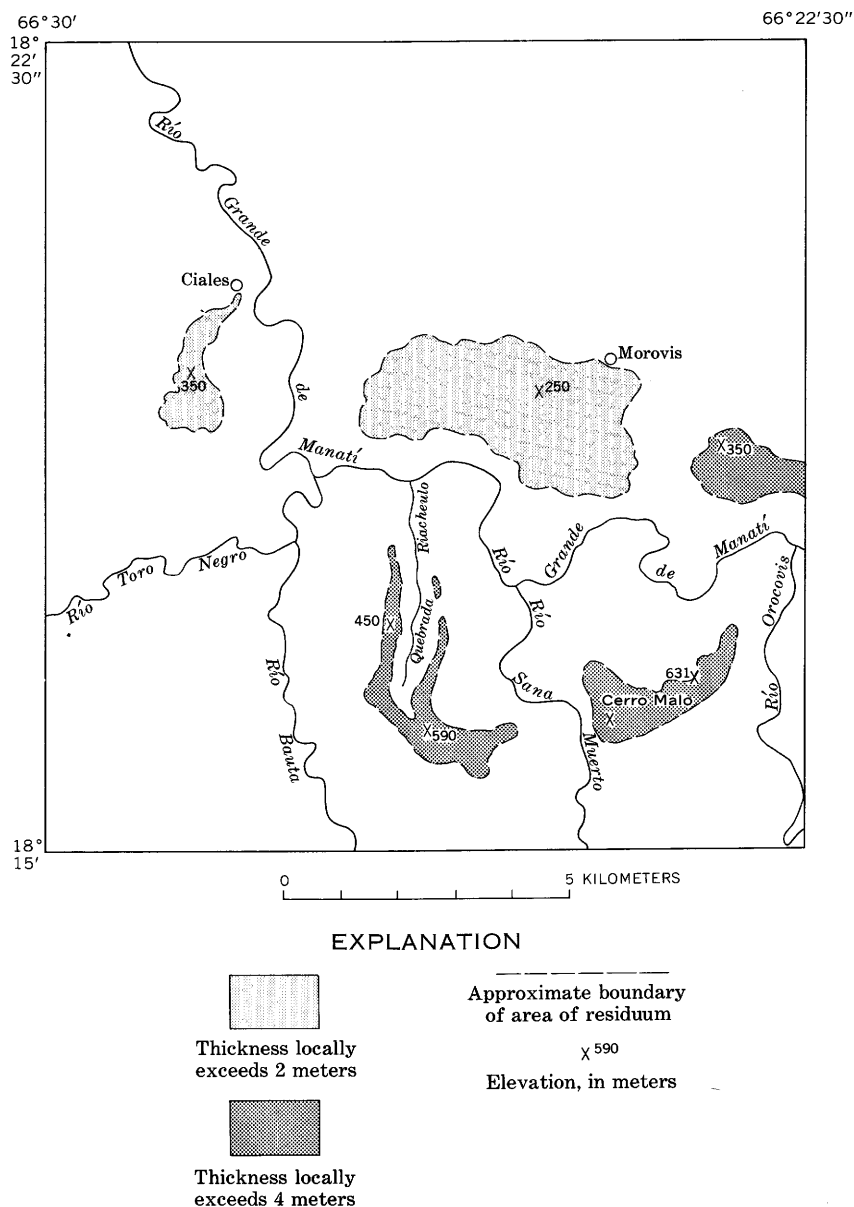 66°30′
66°22′30″
18°
22′
30″
Río
Grande
Ciales
de
350
Morovis
250
Manatí
350
Riacheulo
Río
Grande
de
Manatí
Río
Toro
Negro
Orocovis
450
Quebrada
Río
631
Río
Sana
Cerro Malo
Río
590
Bauta
Muerto
18°
15′
0
5 KILOMETERS
EXPLANATION
Thickness locally
exceeds 2 meters
Approximate boundary
of area of residuum
590
Elevation, in meters
Thickness locally
exceeds 4 meters